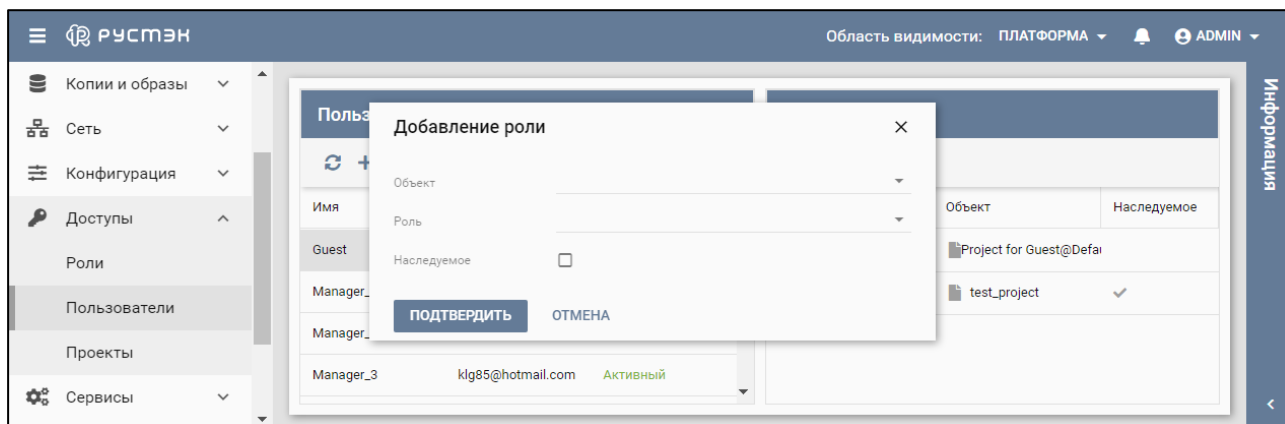 РУСТЭК
Область видимости: ПЛАТФОРМА ADMIN
Копии и образы
Сеть
Конфигурация
Доступы
Роли
Пользователи
Проекты
Сервисы
Польз
Добавление роли
Объект
Роль
Наследуемое
ПОДТВЕРДИТЬ ОТМЕНА
Имя Объект Наследуемое
Guest Project for Guest@Defau
Manager_ test_project
Manager_
Manager_3 klg85@hotmail.com Активный
Информация